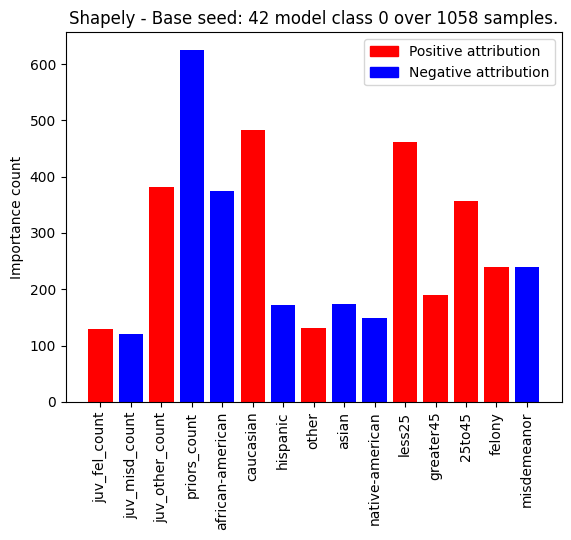 Shapely - Base seed: 42 model class 0 over 1058 samples.
Positive attribution
Negative attribution
Importance count
600
500
400
300
200
100
0
juv_fel_count
juv_misd_count
juv_other_count
priors_count
african-american
caucasian
hispanic
other
asian
native-american
less25
greater45
25to45
felony
misdemeanor